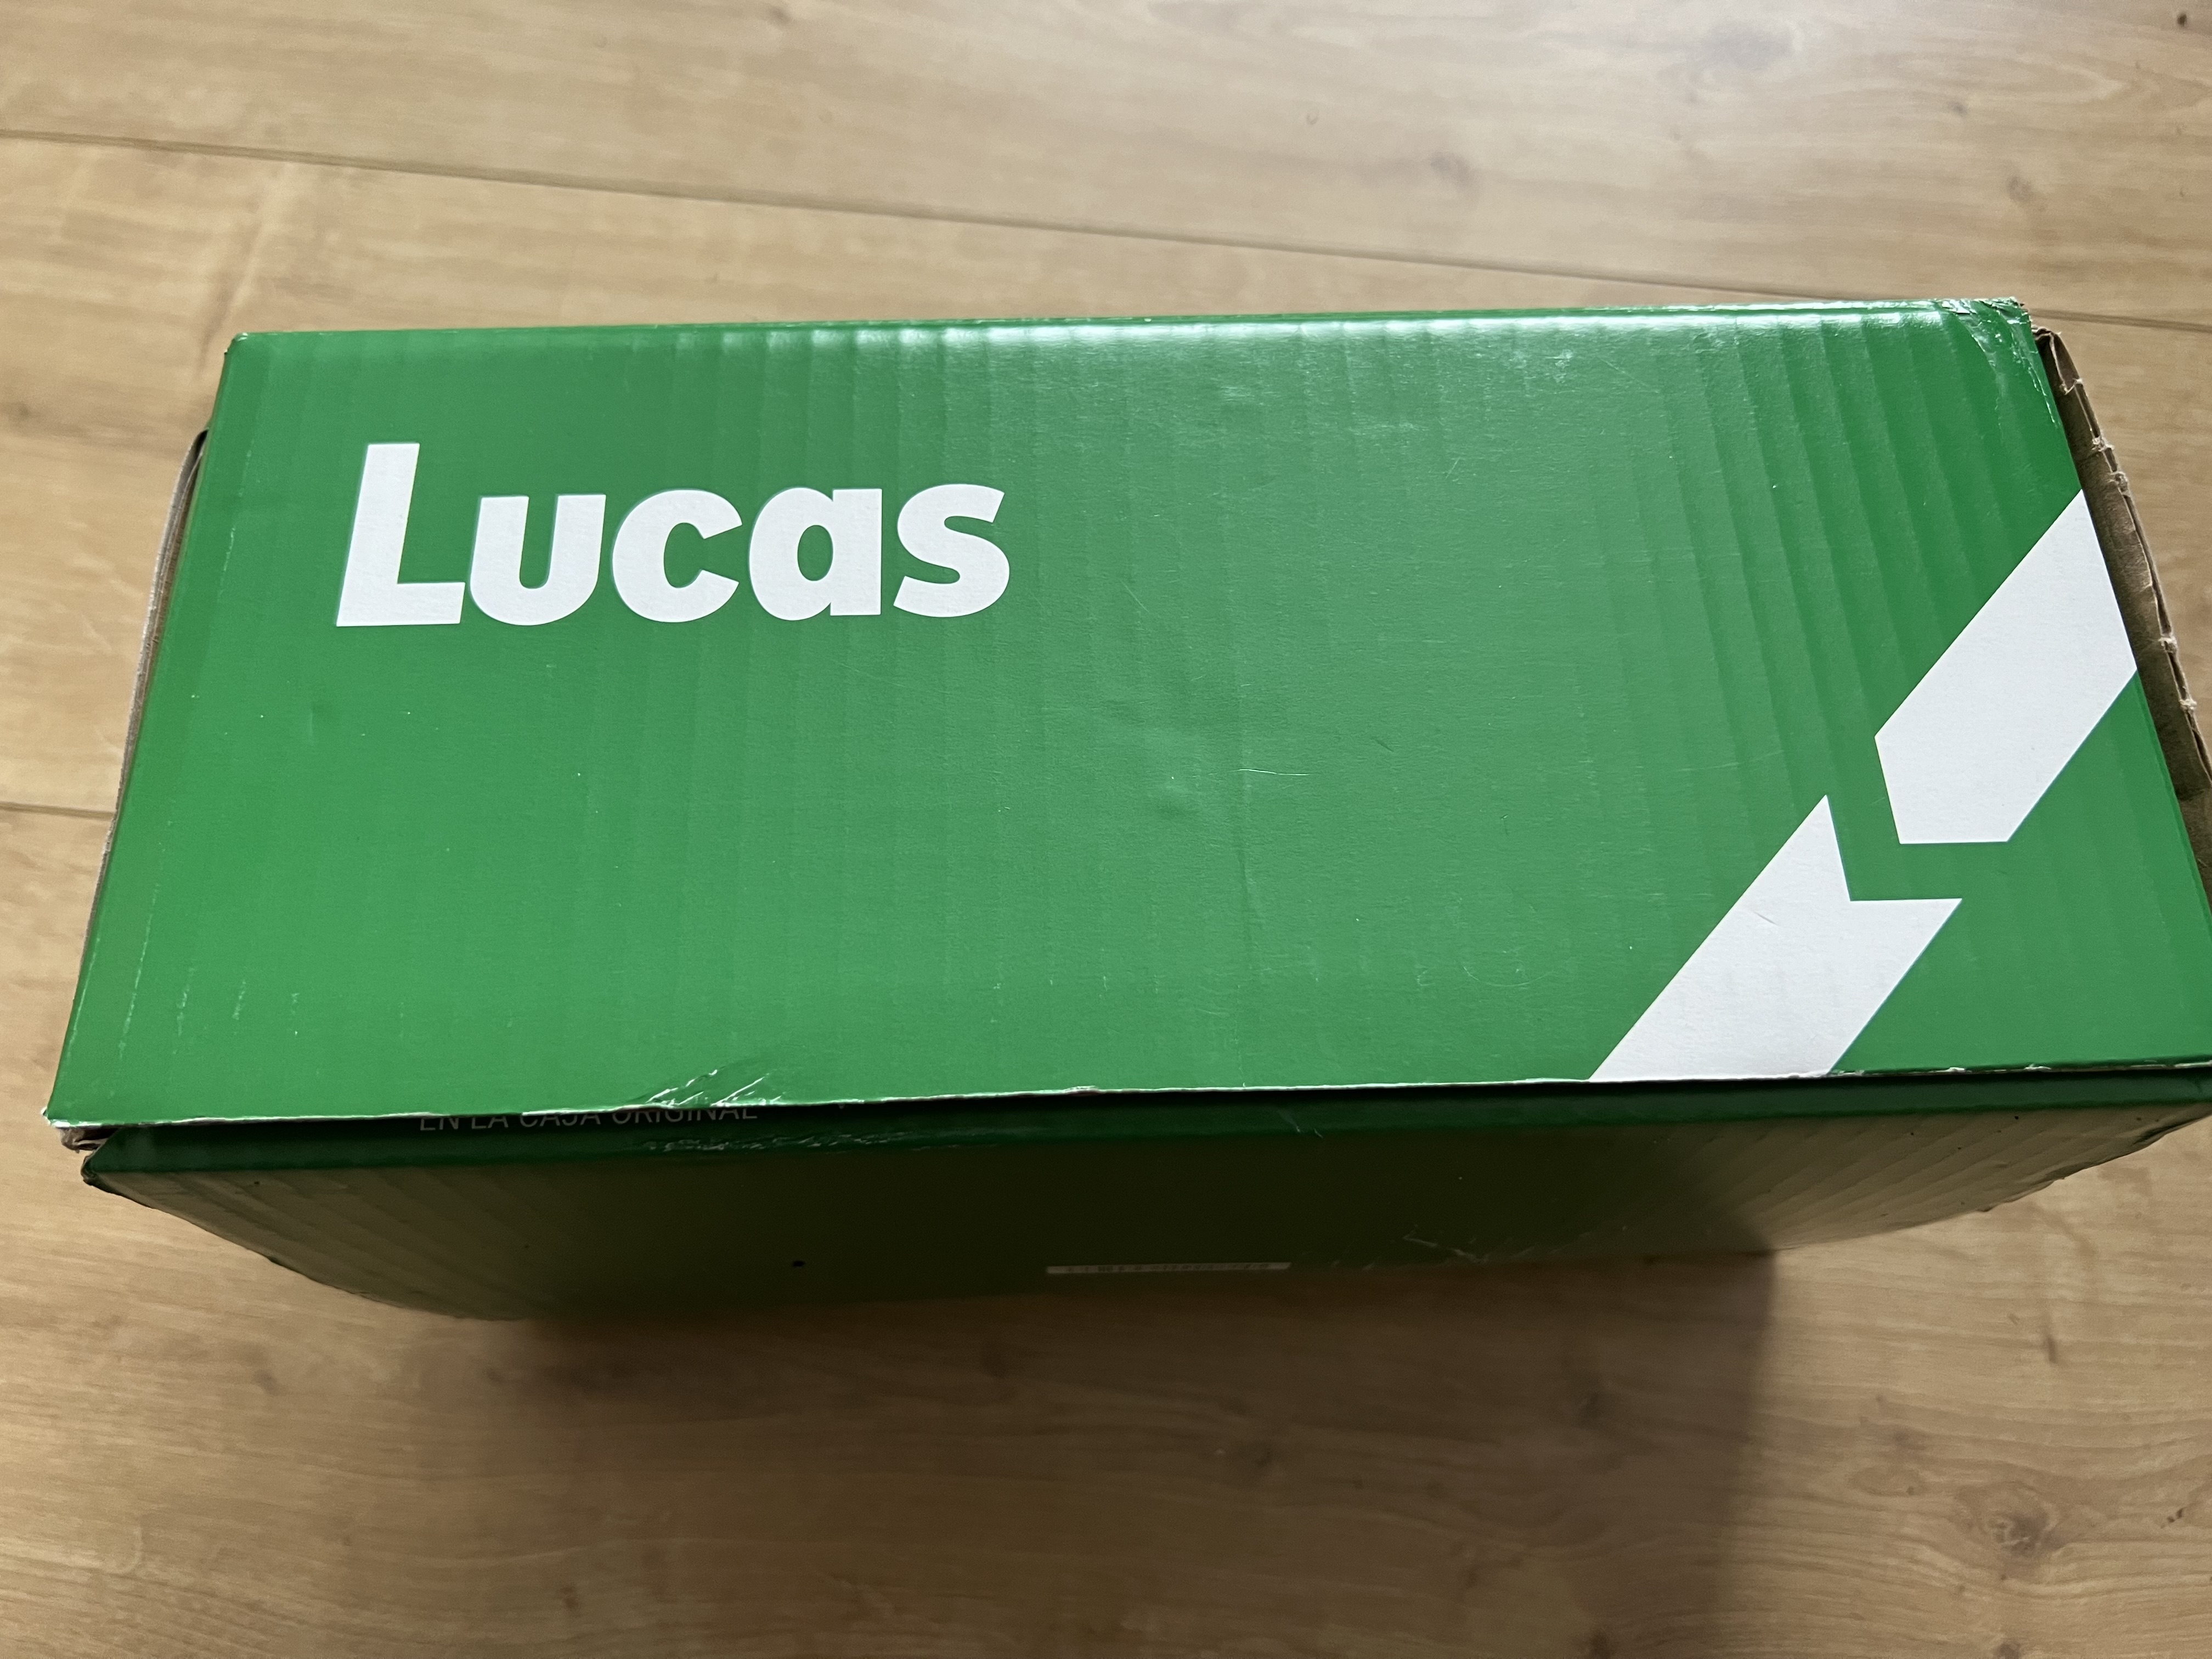 Lucas
EN LA CAJA ORIGINAL